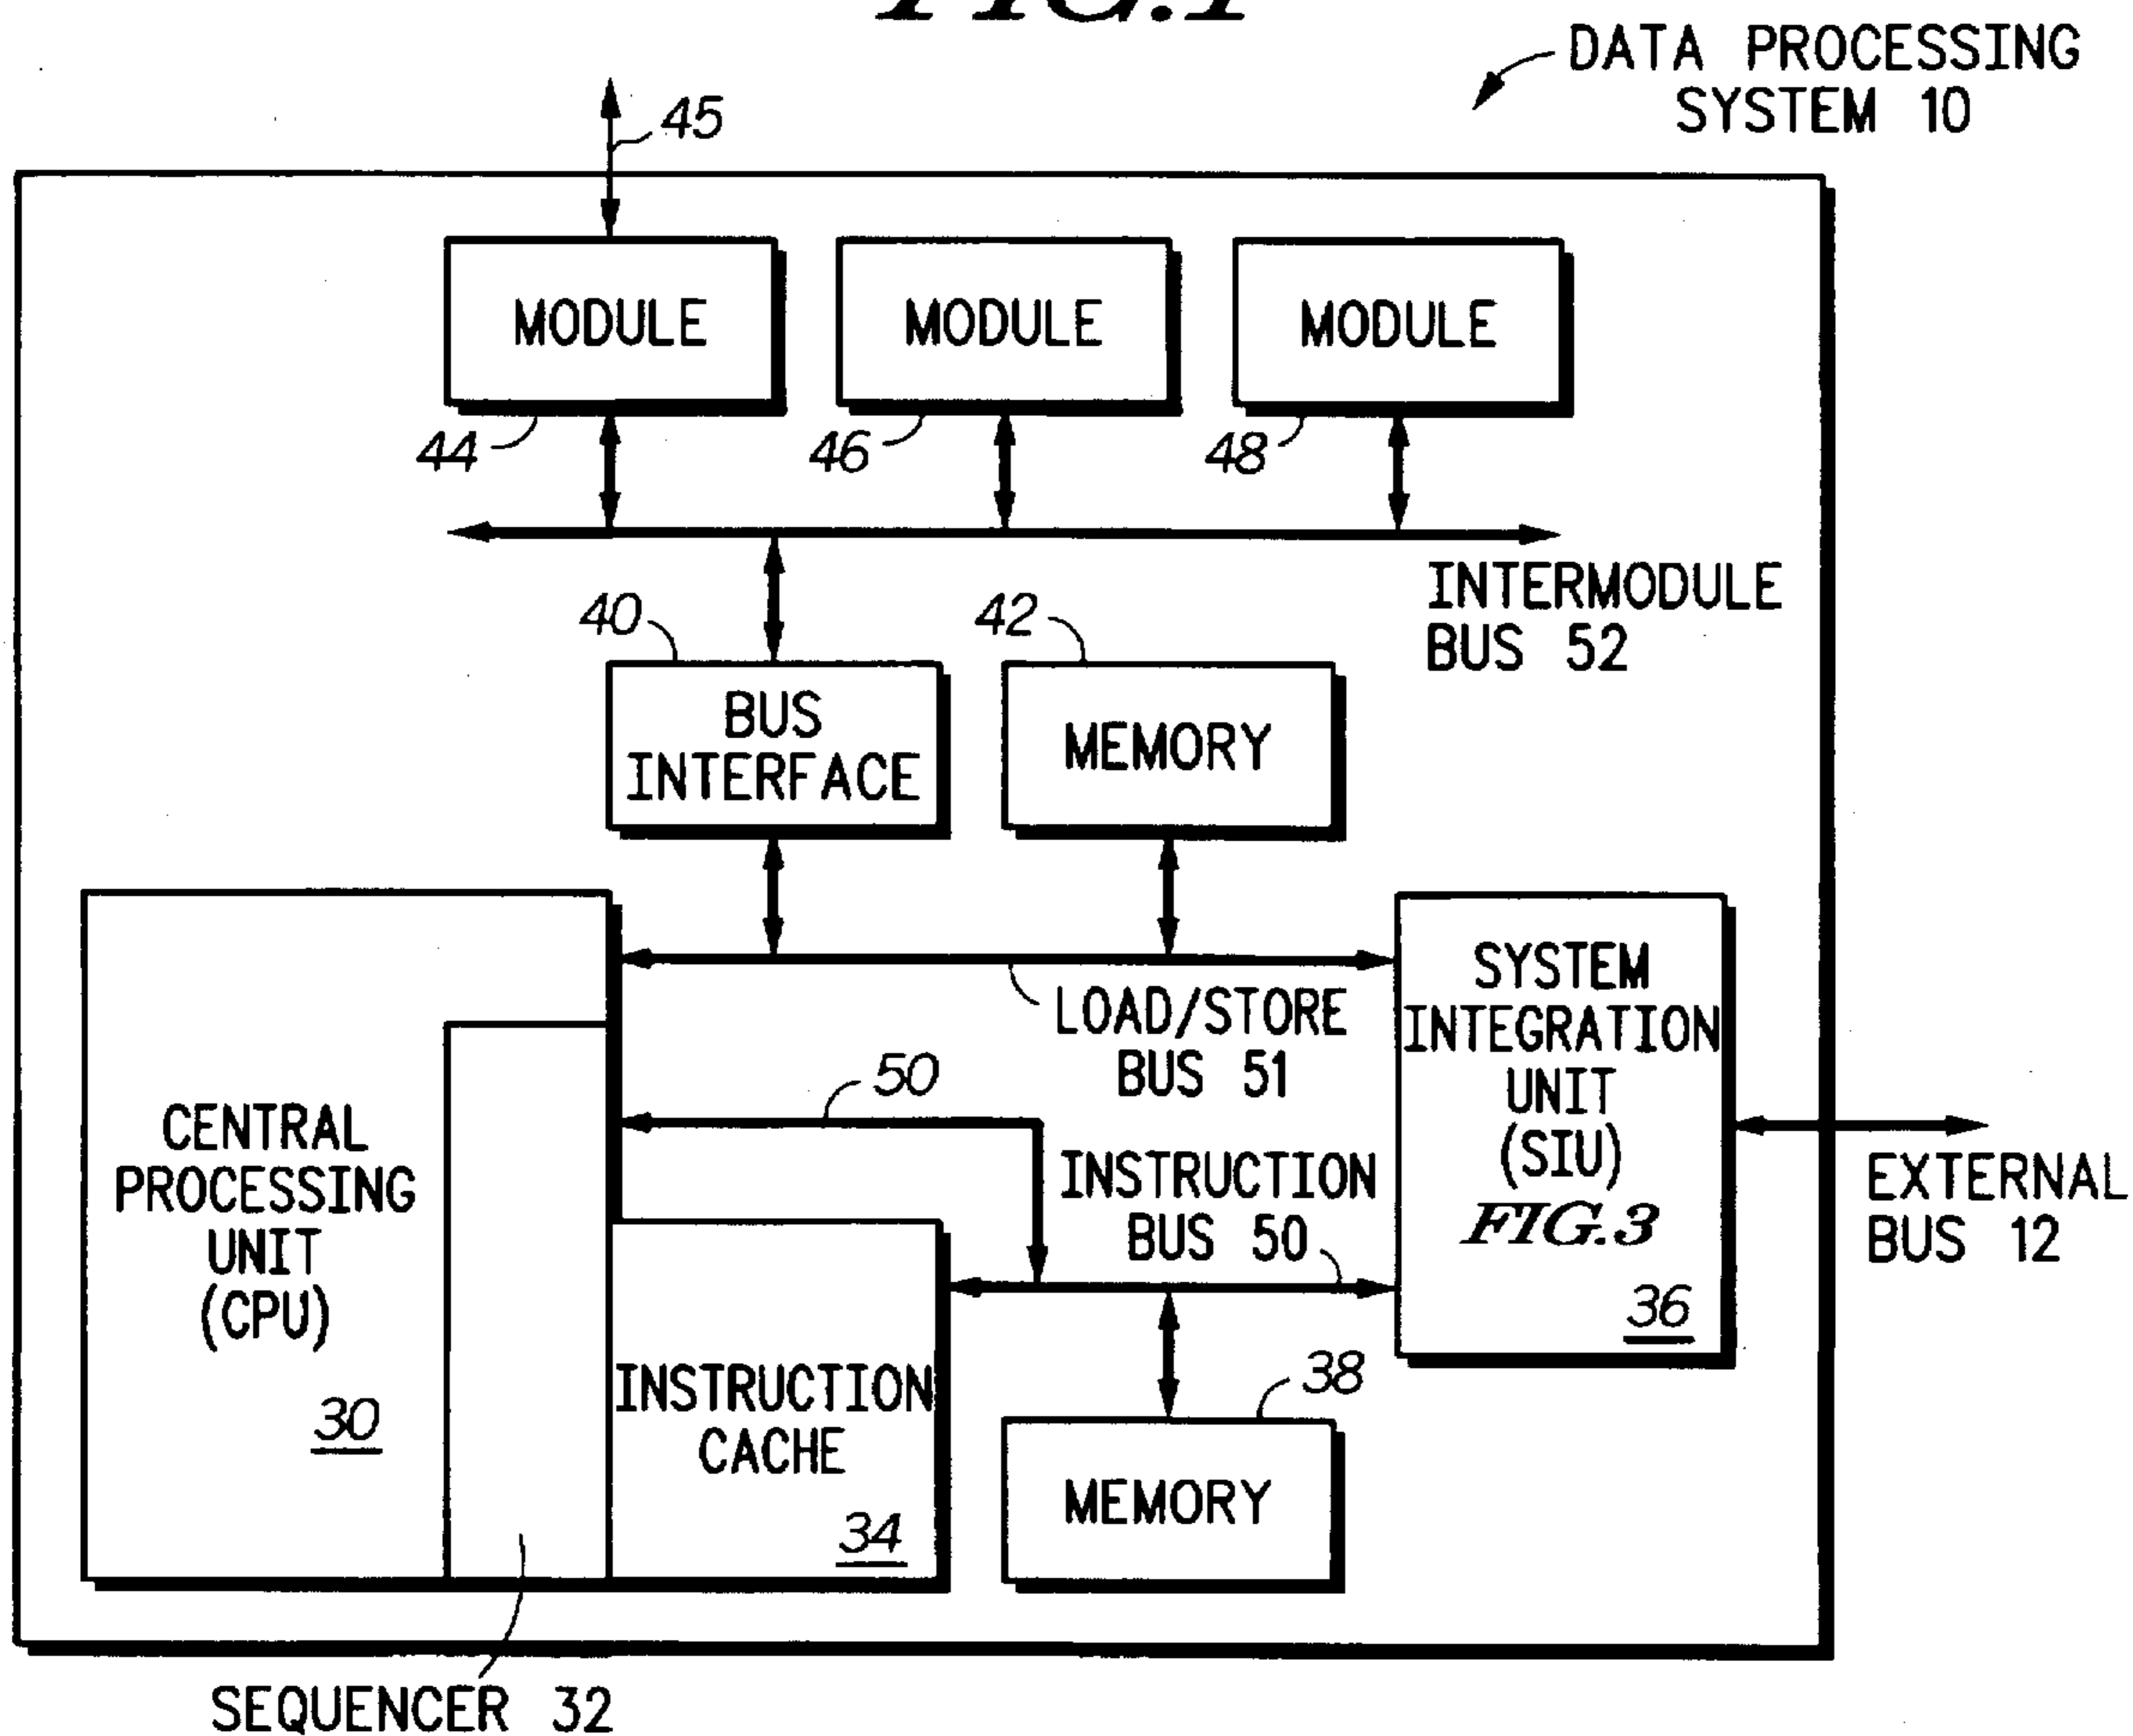 FIG.1
DATA PROCESSING
SYSTEM 10
45
MODULE
MODULE
MODULE
44
46
48
INTERMODULE
BUS 52
40
42
BUS
INTERFACE
MEMORY
LOAD/STORE
BUS 51
SYSTEM
INTEGRATION
UNIT
(SIU)
FIG.3
36
50
CENTRAL
PROCESSING
UNIT
(CPU)
30
INSTRUCTION
BUS 50
EXTERNAL
BUS 12
INSTRUCTION
CACHE
34
38
MEMORY
SEQUENCER 32